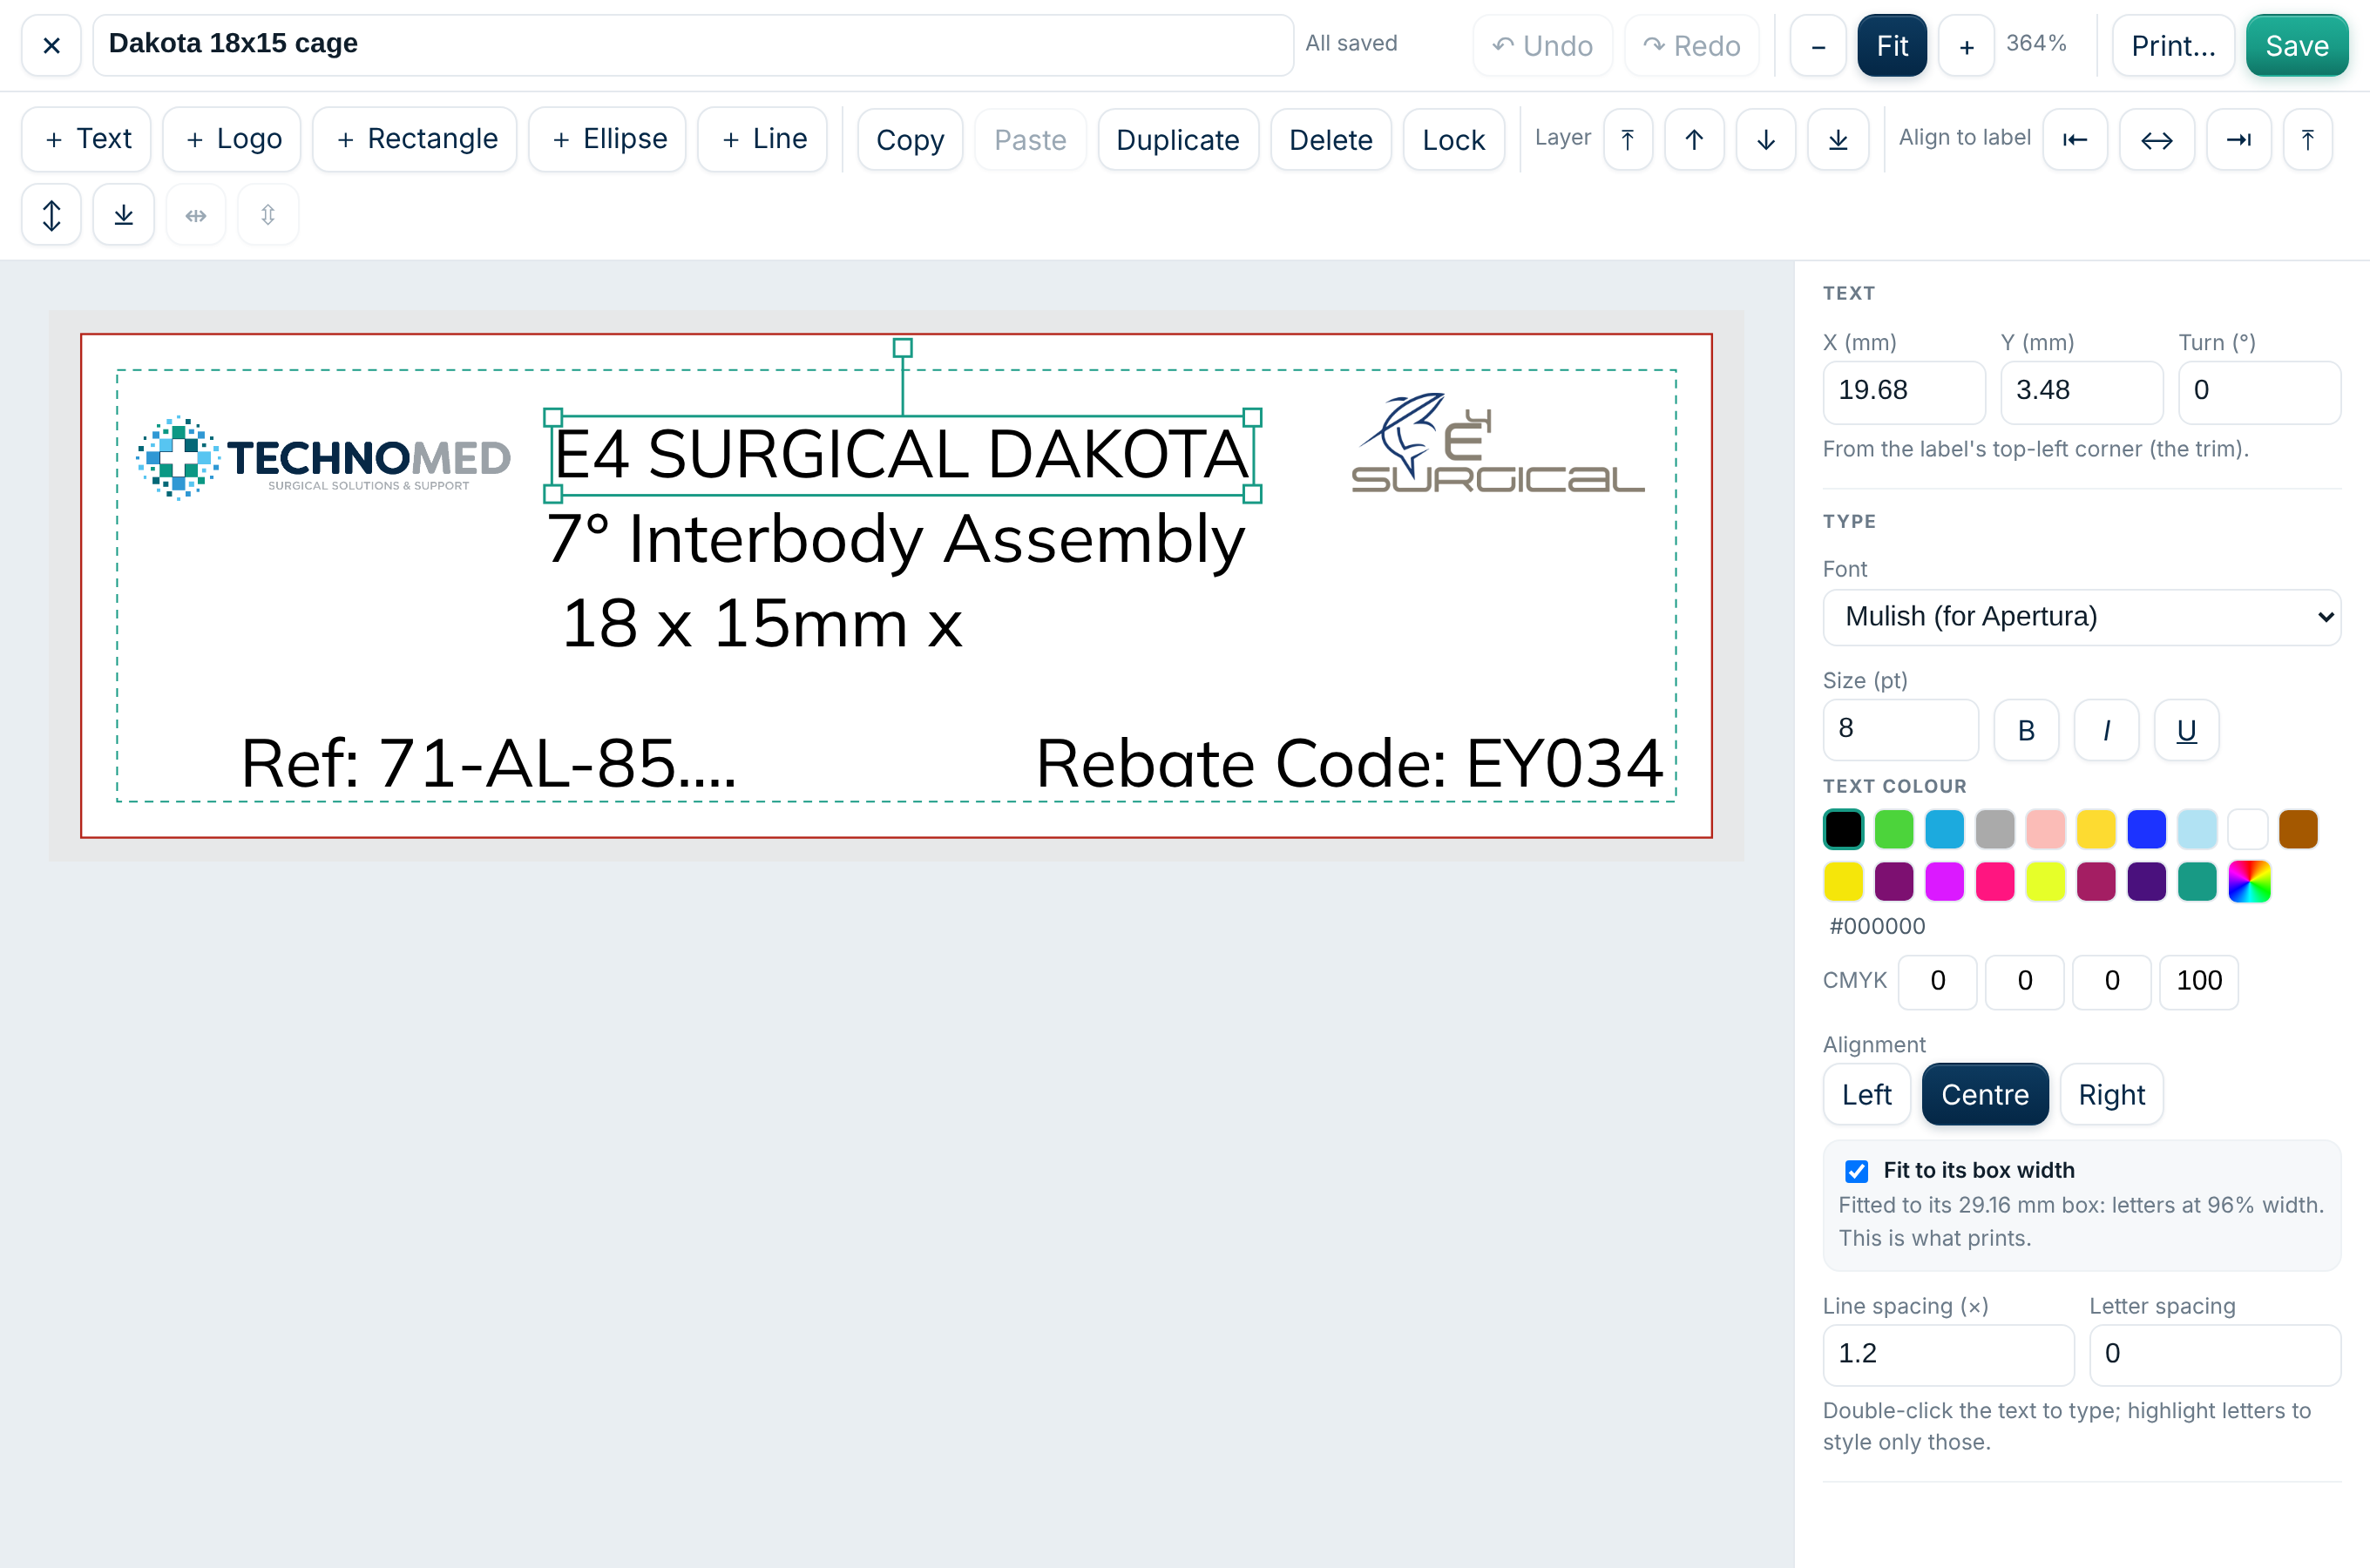 × Dakota 18x15 cage All saved ↶ Undo ↷ Redo − Fit + 364% Print... Save
+ Text + Logo + Rectangle + Ellipse + Line Copy Paste Duplicate Delete Lock Layer Align to label
TECHNOMED
SURGICAL SOLUTIONS & SUPPORT
E4 SURGICAL DAKOTA
E4
SURGICAL
7° Interbody Assembly
18 x 15mm x
Ref: 71-AL-85....
Rebate Code: EY034
TEXT
X (mm) Y (mm) Turn (°)
19.68 3.48 0
From the label's top-left corner (the trim).
TYPE
Font
Mulish (for Apertura)
Size (pt)
8 B I U
TEXT COLOUR
#000000
CMYK 0 0 0 100
Alignment
Left Centre Right
Fit to its box width
Fitted to its 29.16 mm box: letters at 96% width.
This is what prints.
Line spacing (×) Letter spacing
1.2 0
Double-click the text to type; highlight letters to
style only those.